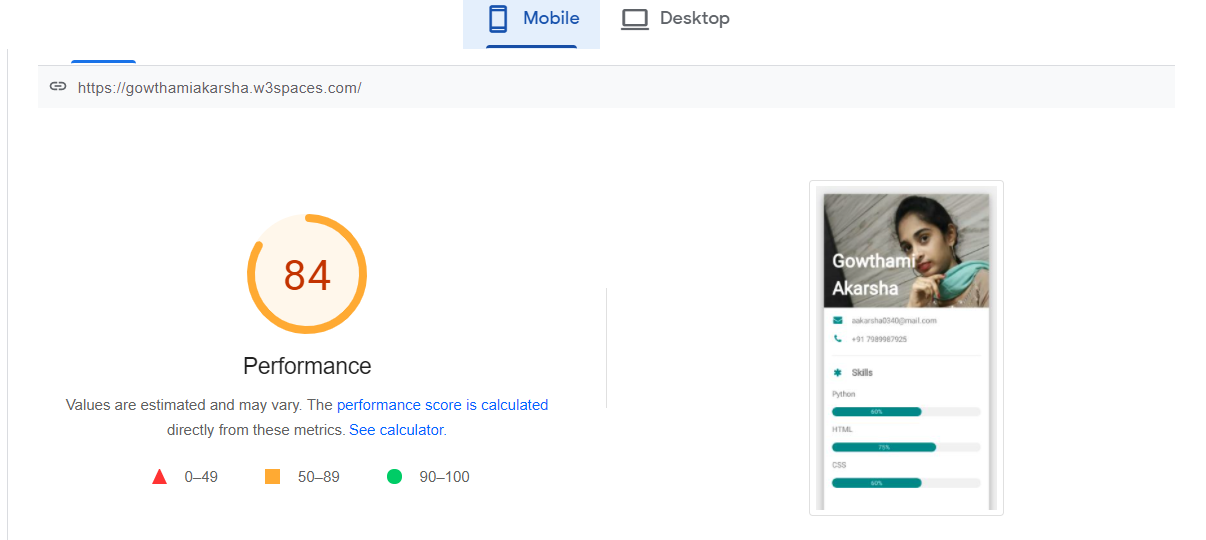 Mobile
Desktop
https://gowthamiakarsha.w3spaces.com/
84
Performance
Values are estimated and may vary. The performance score is calculated
directly from these metrics. See calculator.
0–49
50–89
90–100
Gowthami
Akarsha
aakarsha0340@mail.com
+91 7989987925
Skills
Python
60%
HTML
75%
CSS
60%